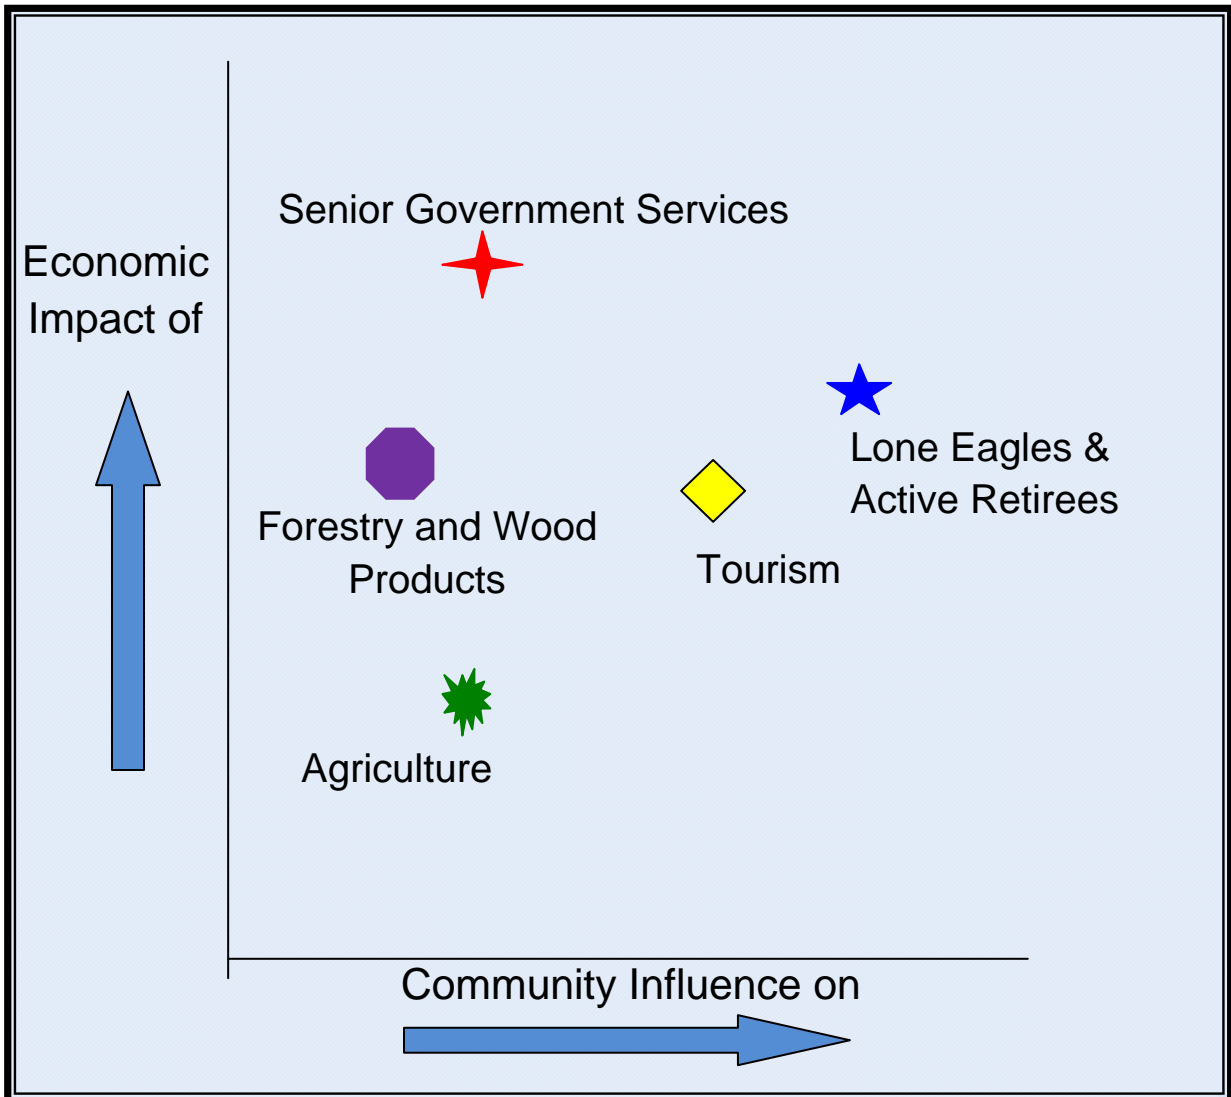 Senior Government Services
Economic
Impact of
Lone Eagles &
Active Retirees
Forestry and Wood
Products
Tourism
Agriculture
Community Influence on